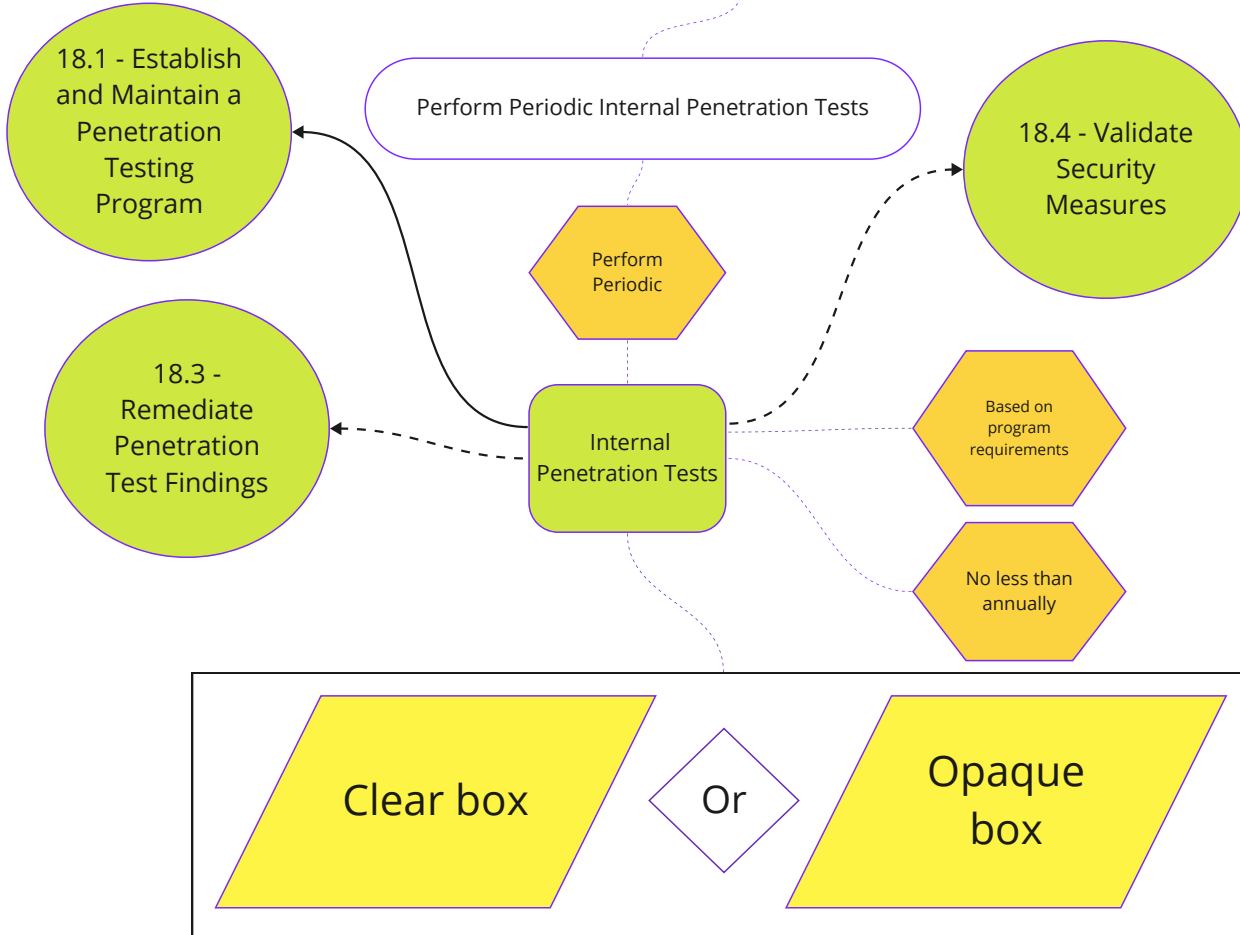 18.1 - Establish
and Maintain a
Penetration
Testing
Program
Perform Periodic Internal Penetration Tests
18.4 - Validate
Security
Measures
Perform
Periodic
18.3 -
Remediate
Penetration
Test Findings
Internal
Penetration Tests
Based on
program
requirements
No less than
annually
Clear box
Or
Opaque
box